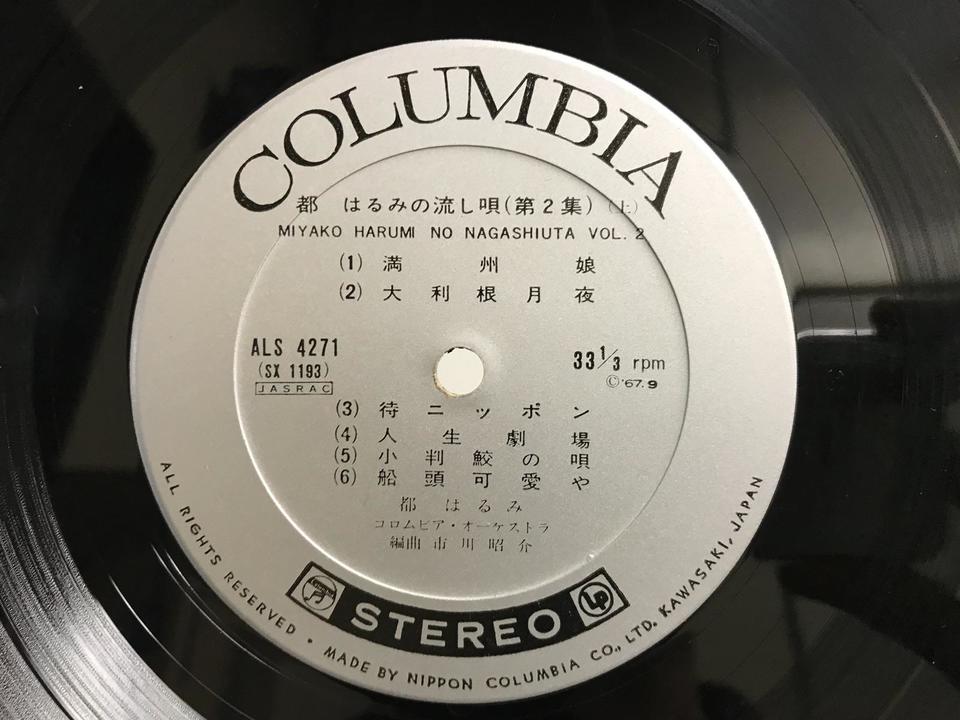 COLUMBIA
都 はるみの流し唄(第2集) (上)
MIYAKO HARUMI NO NAGASHIUTA VOL. 2
(1) 満州娘
(2) 大利根月夜
ALS 4271
(SX 1193)
JASRAC
33 1/3 rpm
©'67.9
(3) 待ニッポン
(4) 人生劇場
(5) 小判鮫の唄
(6) 船頭可愛や
都 はるみ
コロムビア・オーケストラ
編曲 市川昭介
STEREO
LP
ALL RIGHTS RESERVED • MADE BY NIPPON COLUMBIA CO., LTD. KAWASAKI, JAPAN